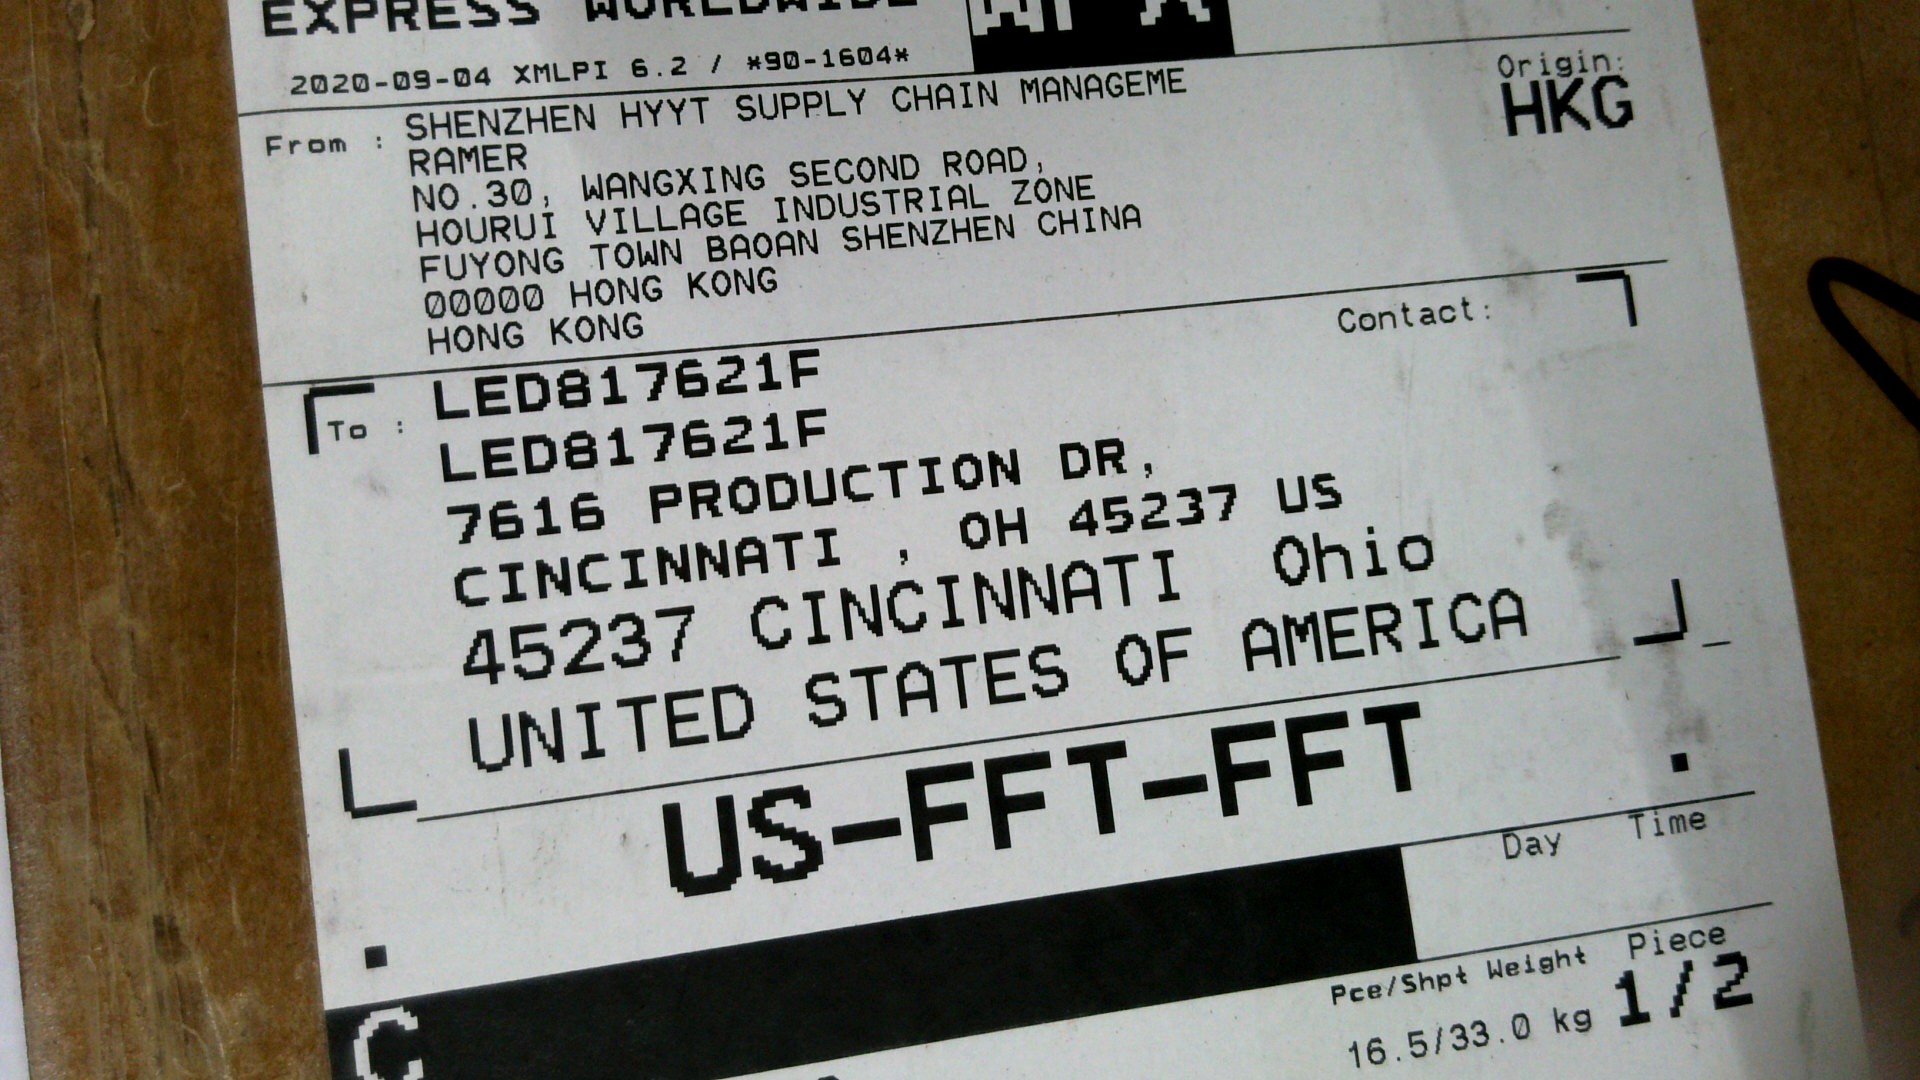 EXPRESS WORLDWIDE
WPX
2020-09-04 XMLPI 6.2 / *90-1604*
Origin:
HKG
From : SHENZHEN HYYT SUPPLY CHAIN MANAGEME
RAMER
NO.30, WANGXING SECOND ROAD,
HOURUI VILLAGE INDUSTRIAL ZONE
FUYONG TOWN BAOAN SHENZHEN CHINA
00000 HONG KONG
HONG KONG
Contact:
To : LED817621F
LED817621F
7616 PRODUCTION DR,
CINCINNATI , OH 45237 US
45237 CINCINNATI Ohio
UNITED STATES OF AMERICA
US-FFT-FFT
Day Time
Pce/Shpt Weight Piece
16.5/33.0 kg 1/2
C